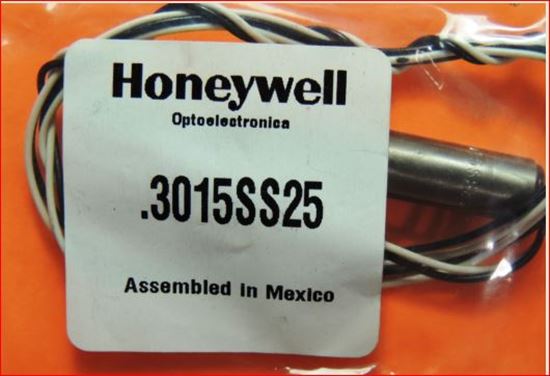 Honeywell
Optoelectronica
.3015SS25
Assembled in Mexico